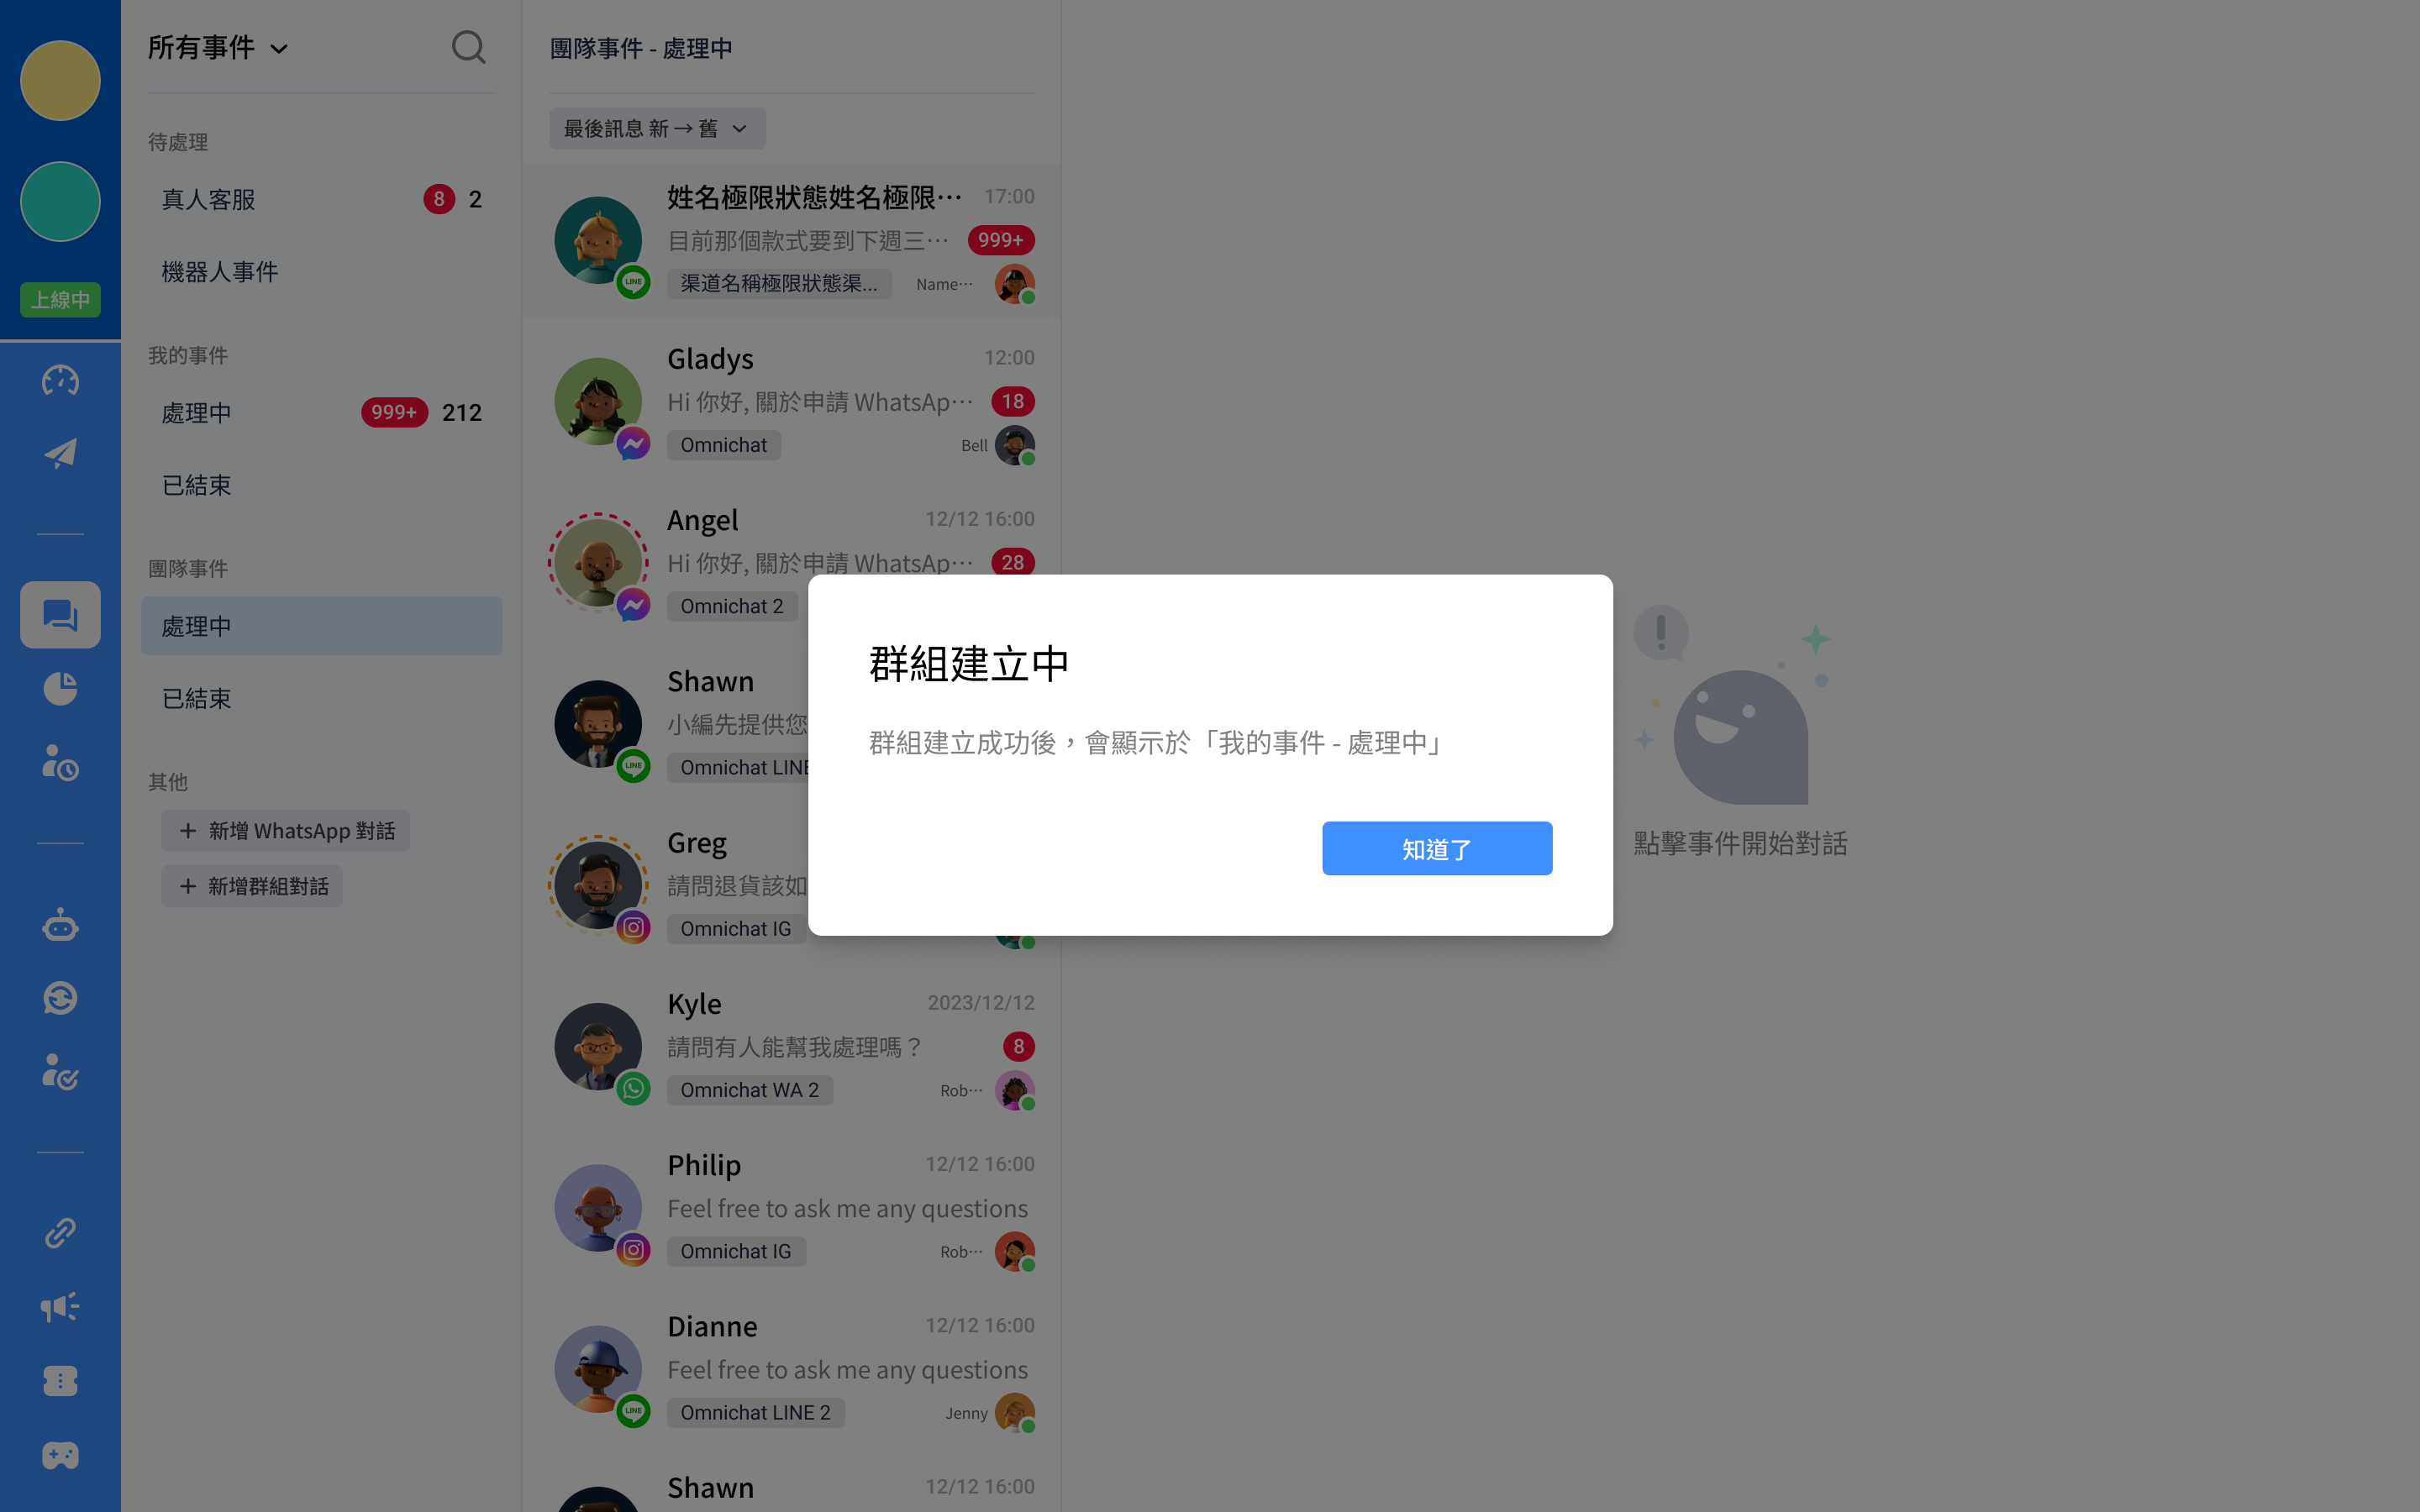 所有事件
待處理
真人客服 8 2
機器人事件
上線中
我的事件
處理中 999+ 212
已結束
團隊事件
處理中
已結束
其他
+ 新增 WhatsApp 對話
+ 新增群組對話
團隊事件 - 處理中
最後訊息 新 → 舊
姓名極限狀態姓名極限… 17:00
目前那個款式要到下週三… 999+
LINE
渠道名稱極限狀態渠... Name…
Gladys 12:00
Hi 你好, 關於申請 WhatsAp… 18
Omnichat Bell
Angel 12/12 16:00
Hi 你好, 關於申請 WhatsAp… 28
Omnichat 2
Shawn
小編先提供您
LINE
Omnichat LINE
Greg
請問退貨該如
Omnichat IG
Kyle 2023/12/12
請問有人能幫我處理嗎？ 8
Omnichat WA 2 Rob…
Philip 12/12 16:00
Feel free to ask me any questions
Omnichat IG Rob…
Dianne 12/12 16:00
Feel free to ask me any questions
LINE
Omnichat LINE 2 Jenny
Shawn 12/12 16:00
群組建立中
群組建立成功後，會顯示於「我的事件 - 處理中」
知道了
點擊事件開始對話